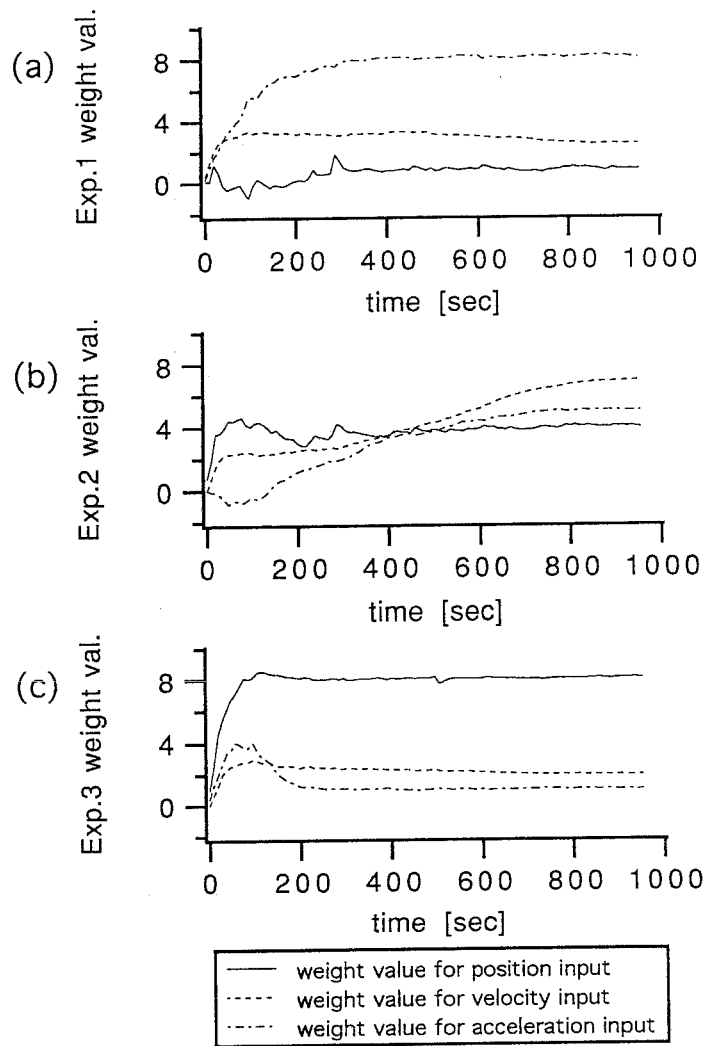 (a)
Exp.1 weight val.
8
4
0
0 200 400 600 800 1000
time [sec]
(b)
Exp.2 weight val.
8
4
0
0 200 400 600 800 1000
time [sec]
(c)
Exp.3 weight val.
8
4
0
0 200 400 600 800 1000
time [sec]
weight value for position input
weight value for velocity input
weight value for acceleration input